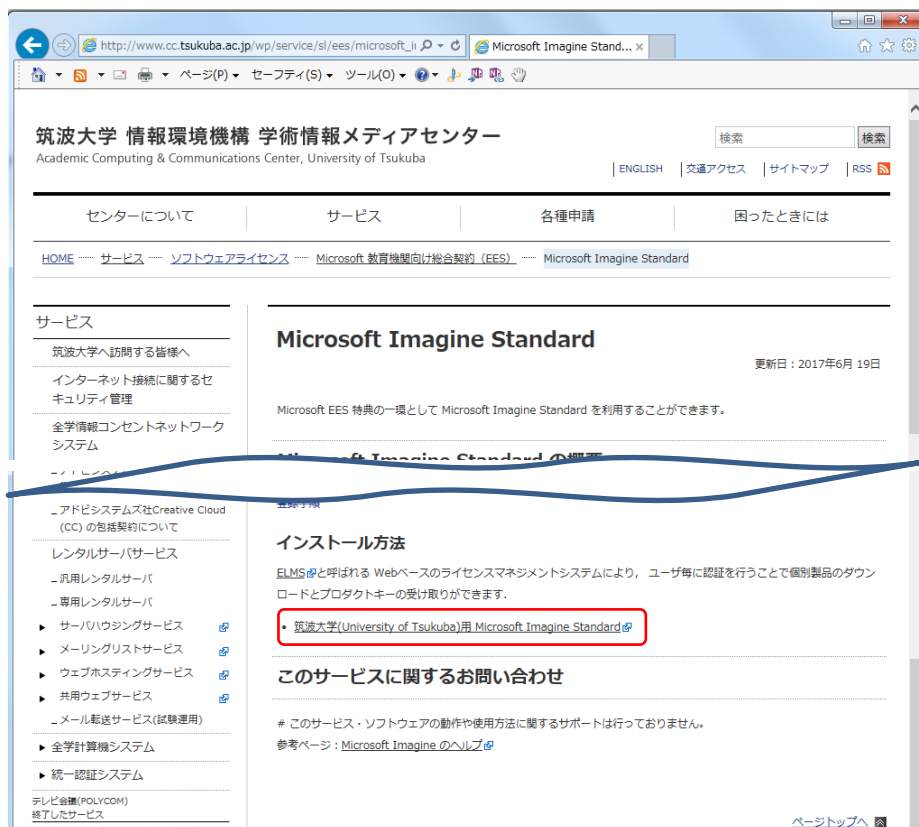 http://www.cc.tsukuba.ac.jp/wp/service/sl/ees/microsoft_i
Microsoft Imagine Stand...
ページ(P) セーフティ(S) ツール(O)
筑波大学 情報環境機構 学術情報メディアセンター
Academic Computing & Communications Center, University of Tsukuba
検索 検索
ENGLISH 交通アクセス サイトマップ RSS
センターについて サービス 各種申請 困ったときには
HOME サービス ソフトウェアライセンス Microsoft 教育機関向け総合契約（EES） Microsoft Imagine Standard
サービス
筑波大学へ訪問する皆様へ
インターネット接続に関するセ
キュリティ管理
全学情報コンセントネットワーク
システム
Microsoft Imagine Standard
更新日：2017年6月 19日
Microsoft EES 特典の一環として Microsoft Imagine Standard を利用することができます。
Microsoft Imagine Standard の概要
アドビシステムズ社Creative Cloud
(CC) の包括契約について
レンタルサーバサービス
汎用レンタルサーバ
専用レンタルサーバ
サーバハウジングサービス
メーリングリストサービス
ウェブホスティングサービス
共用ウェブサービス
メール転送サービス(試験運用)
全学計算機システム
統一認証システム
テレビ会議(POLYCOM)
終了したサービス
登録手順
インストール方法
ELMSと呼ばれる Webベースのライセンスマネジメントシステムにより， ユーザ毎に認証を行うことで個別製品のダウン
ロードとプロダクトキーの受け取りができます．
• 筑波大学(University of Tsukuba)用 Microsoft Imagine Standard
このサービスに関するお問い合わせ
# このサービス・ソフトウェアの動作や使用方法に関するサポートは行っておりません。
参考ページ：Microsoft Imagine のヘルプ
ページトップへ